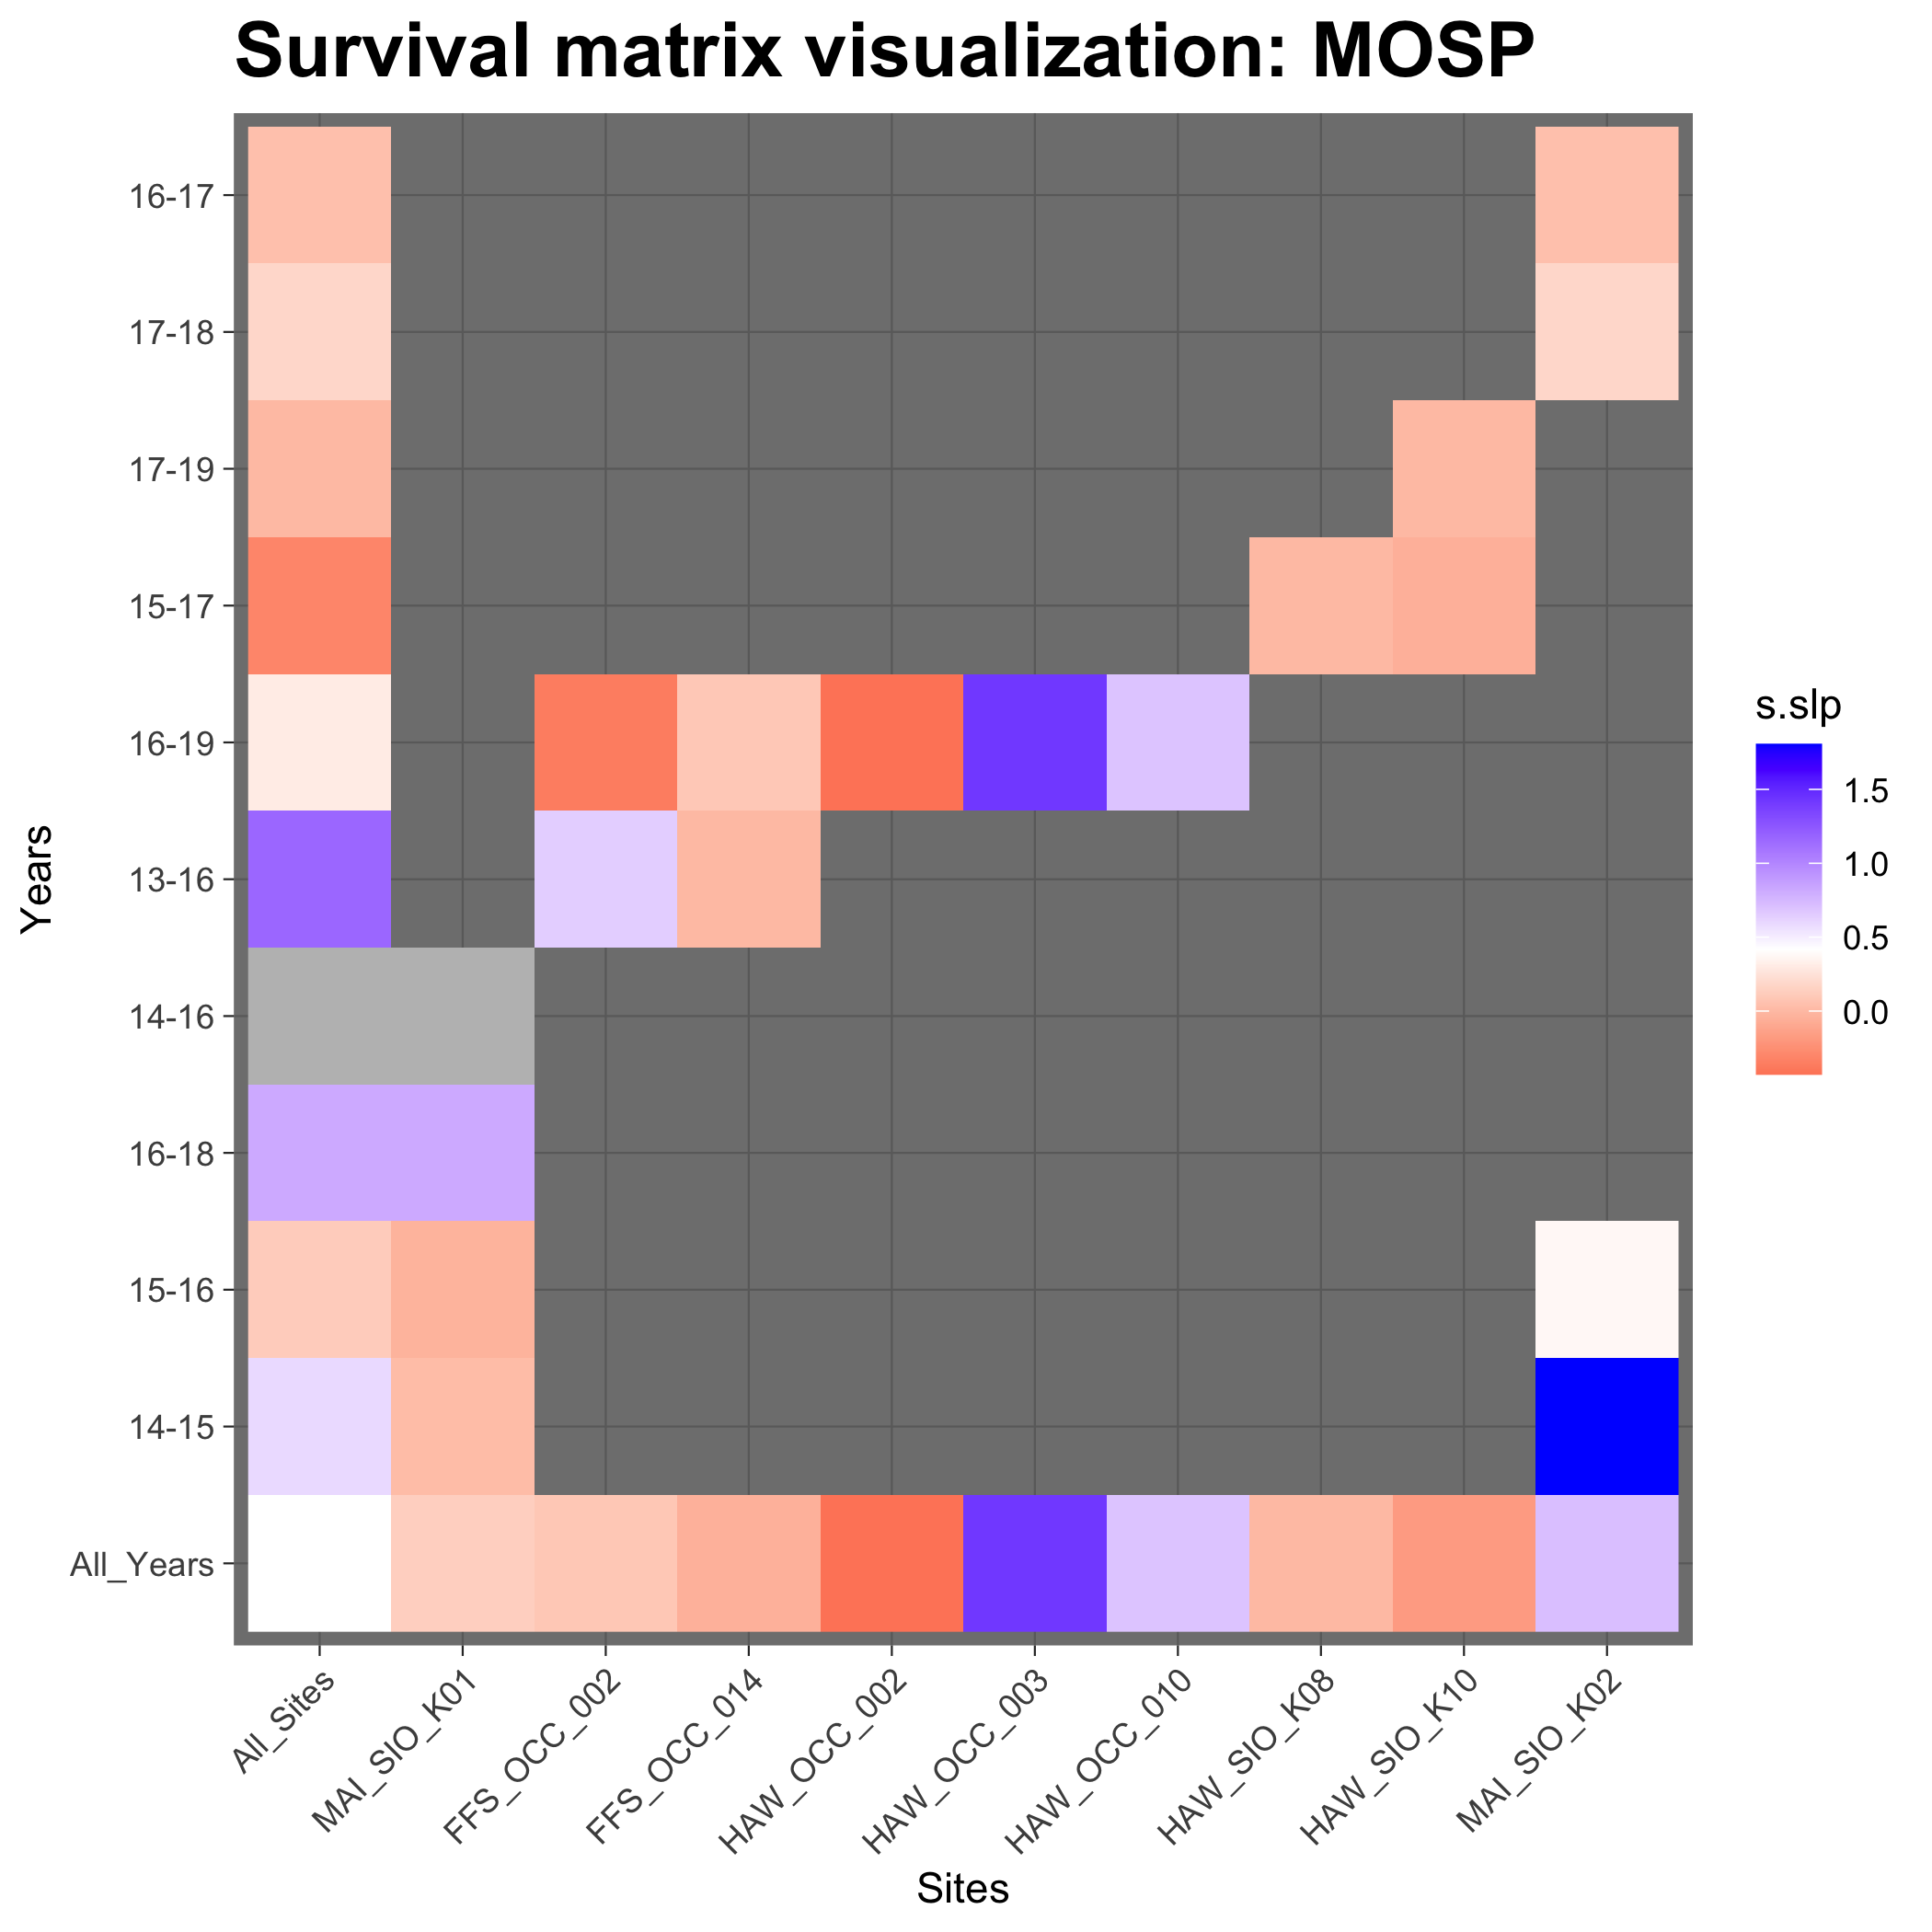 Survival matrix visualization: MOSP
Years
16-17
17-18
17-19
15-17
16-19
13-16
14-16
16-18
15-16
14-15
All_Years
All_Sites
MAI_SIO_K01
FFS_OCC_002
FFS_OCC_014
HAW_OCC_002
HAW_OCC_003
HAW_OCC_010
HAW_SIO_K08
HAW_SIO_K10
MAI_SIO_K02
Sites
s.slp
1.5
1.0
0.5
0.0